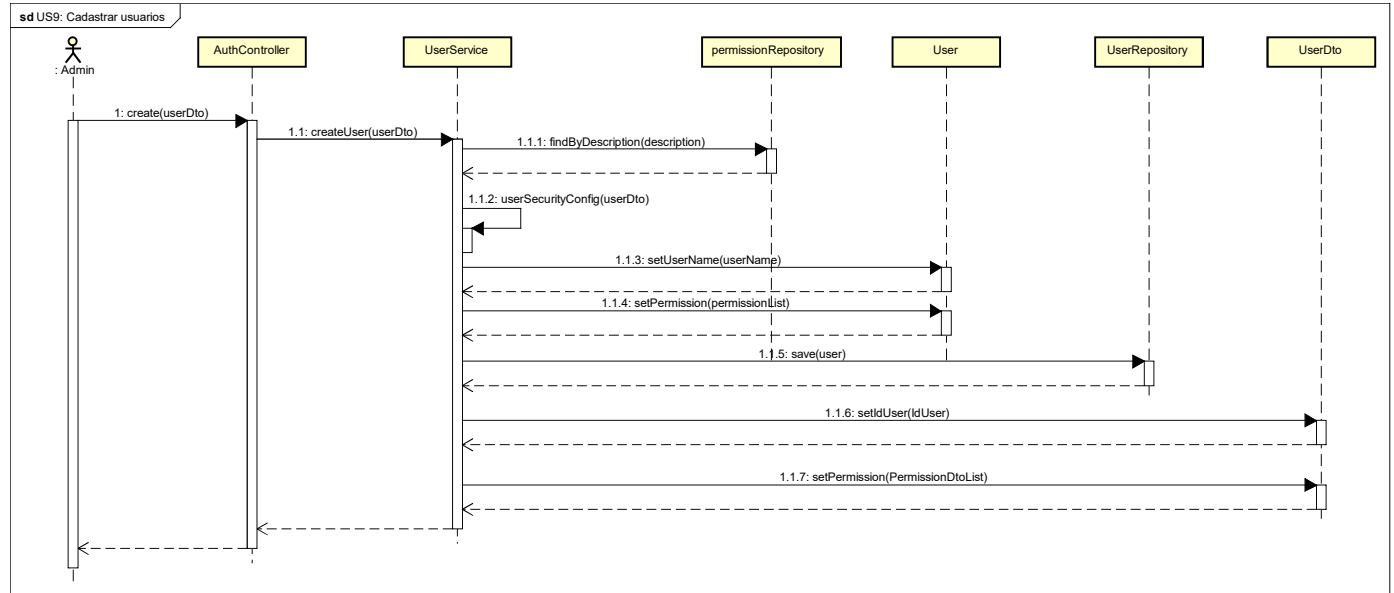 sd US9: Cadastrar usuarios
: Admin
AuthController
UserService
permissionRepository
User
UserRepository
UserDto
1: create(userDto)
1.1: createUser(userDto)
1.1.1: findByDescription(description)
1.1.2: userSecurityConfig(userDto)
1.1.3: setUserName(userName)
1.1.4: setPermission(permissionList)
1.1.5: save(user)
1.1.6: setIdUser(IdUser)
1.1.7: setPermission(PermissionDtoList)